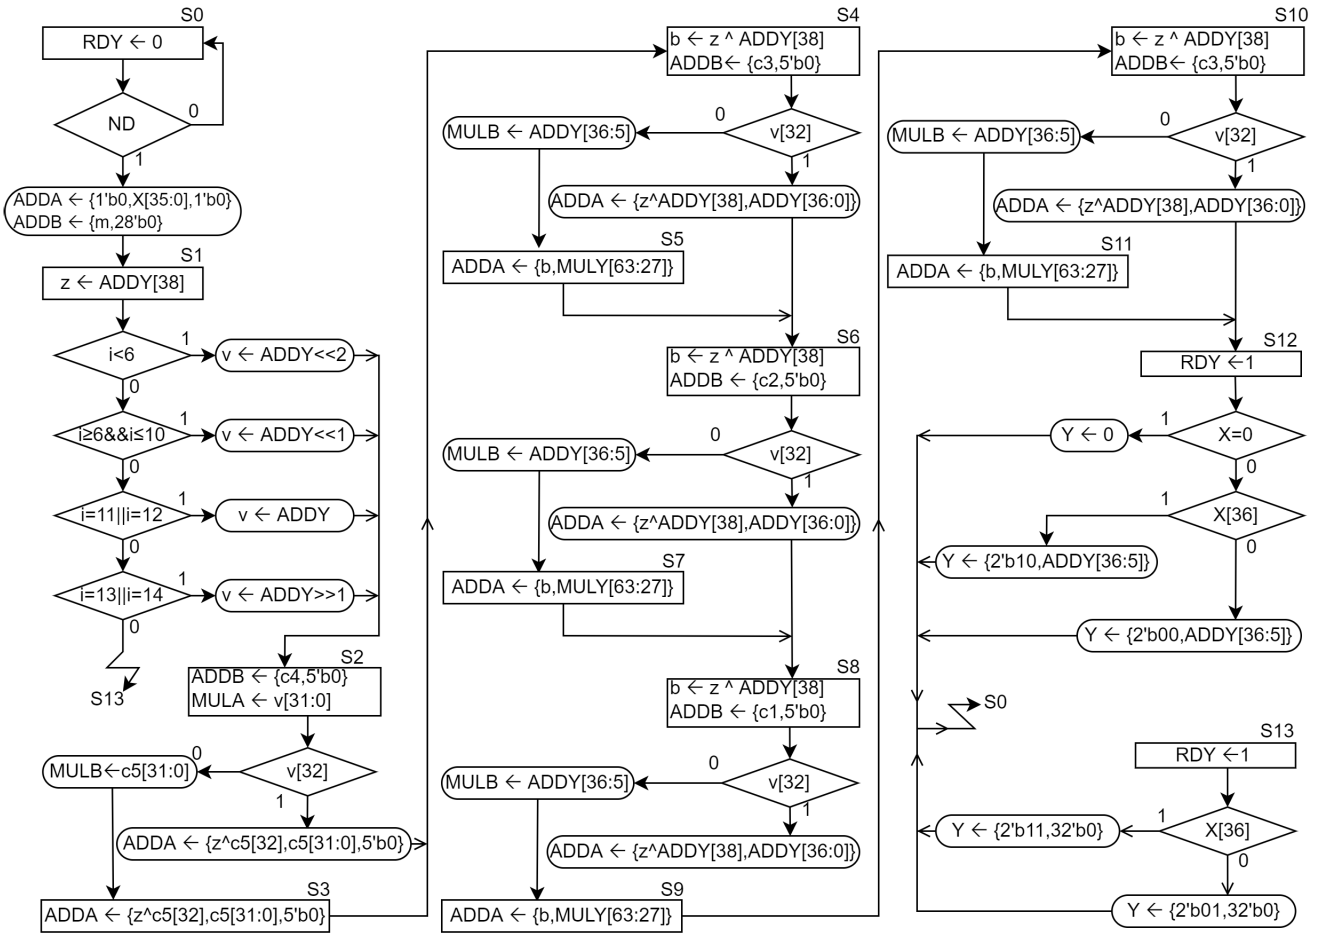 S0
RDY ← 0
ND
0
1
ADDA ← {1'b0,X[35:0],1'b0}
ADDB ← {m,28'b0}
S1
z ← ADDY[38]
i<6
1
v ← ADDY<<2
0
i≥6&&i≤10
1
v ← ADDY<<1
0
i=11||i=12
1
v ← ADDY
0
i=13||i=14
1
v ← ADDY>>1
0
S13
S2
ADDB ← {c4,5'b0}
MULA ← v[31:0]
v[32]
0
MULB←c5[31:0]
1
ADDA ← {z^c5[32],c5[31:0],5'b0}
S3
ADDA ← {z^c5[32],c5[31:0],5'b0}
S4
b ← z ^ ADDY[38]
ADDB← {c3,5'b0}
v[32]
0
MULB ← ADDY[36:5]
1
ADDA ← {z^ADDY[38],ADDY[36:0]}
S5
ADDA ← {b,MULY[63:27]}
S6
b ← z ^ ADDY[38]
ADDB ← {c2,5'b0}
v[32]
0
MULB ← ADDY[36:5]
1
ADDA ← {z^ADDY[38],ADDY[36:0]}
S7
ADDA ← {b,MULY[63:27]}
S8
b ← z ^ ADDY[38]
ADDB ← {c1,5'b0}
v[32]
0
MULB ← ADDY[36:5]
1
ADDA ← {z^ADDY[38],ADDY[36:0]}
S9
ADDA ← {b,MULY[63:27]}
S10
b ← z ^ ADDY[38]
ADDB← {c3,5'b0}
v[32]
0
MULB ← ADDY[36:5]
1
ADDA ← {z^ADDY[38],ADDY[36:0]}
S11
ADDA ← {b,MULY[63:27]}
S12
RDY ←1
X=0
1
Y ← 0
0
X[36]
1
Y ← {2'b10,ADDY[36:5]}
0
Y ← {2'b00,ADDY[36:5]}
S0
S13
RDY ←1
X[36]
1
Y ← {2'b11,32'b0}
0
Y ← {2'b01,32'b0}